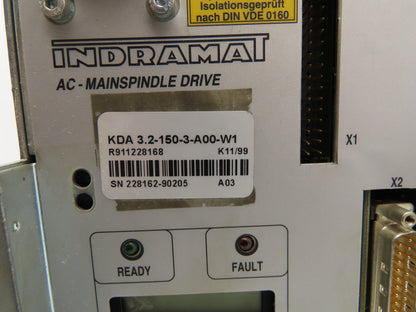 Isolationsgeprüft
nach DIN VDE 0160
INDRAMAT
AC - MAINSPINDLE DRIVE
KDA 3.2-150-3-A00-W1
R911228168 K11/99
SN 228162-90205 A03
X1
X2
READY FAULT